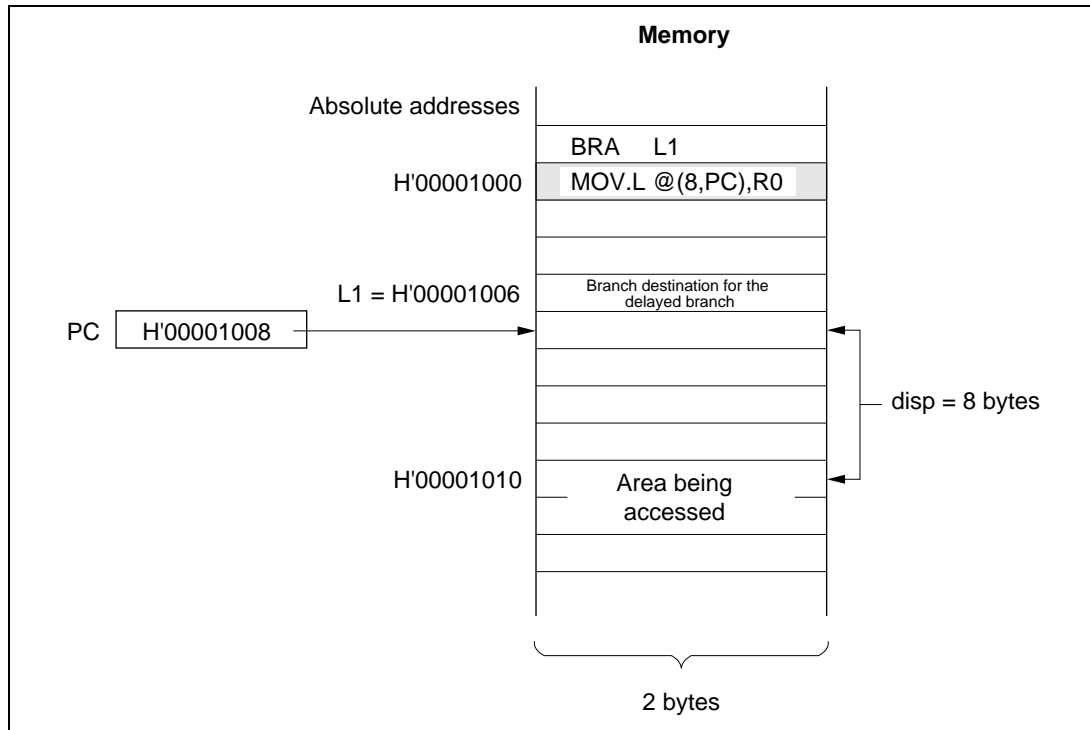 Memory
Absolute addresses
BRA L1
H'00001000
MOV.L @(8,PC),R0
L1 = H'00001006
Branch destination for the
delayed branch
PC
H'00001008
disp = 8 bytes
H'00001010
Area being
accessed
2 bytes